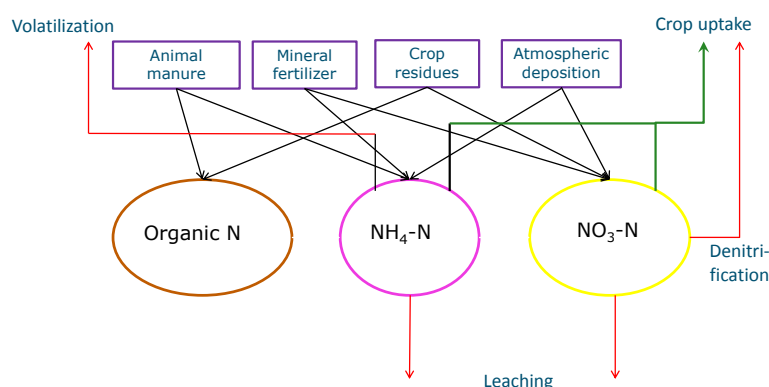 Volatilization
Crop uptake
Animal
manure
Mineral
fertilizer
Crop
residues
Atmospheric
deposition
Organic N
NH₄-N
NO₃-N
Denitri-
fication
Leaching